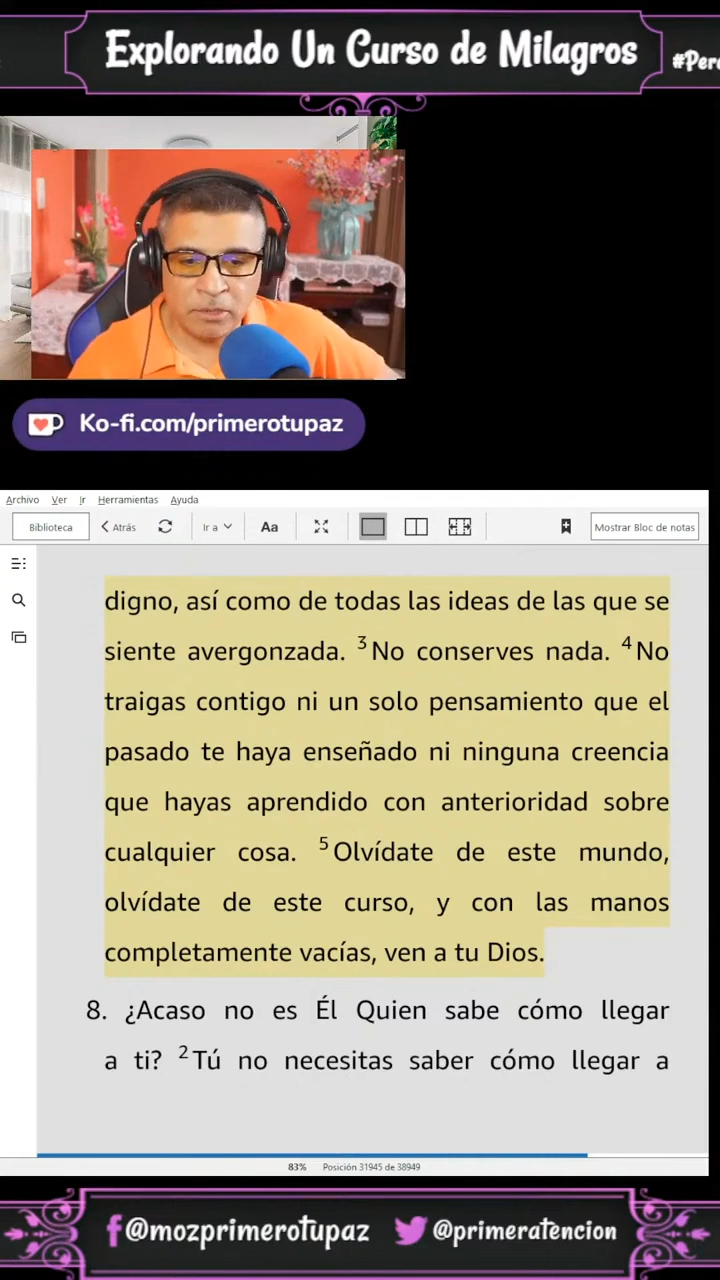 Explorando Un Curso de Milagros
Ko-fi.com/primerotupaz
Archivo Ver Ir Herramientas Ayuda
Biblioteca Atrás Ir a Aa Mostrar Bloc de notas
digno, así como de todas las ideas de las que se
siente avergonzada. 3 No conserves nada. 4 No
traigas contigo ni un solo pensamiento que el
pasado te haya enseñado ni ninguna creencia
que hayas aprendido con anterioridad sobre
cualquier cosa. 5 Olvídate de este mundo,
olvídate de este curso, y con las manos
completamente vacías, ven a tu Dios.
8. ¿Acaso no es Él Quien sabe cómo llegar
a ti? 2 Tú no necesitas saber cómo llegar a
83% Posición 31945 de 38949
@mozprimerotupaz @primeratencion